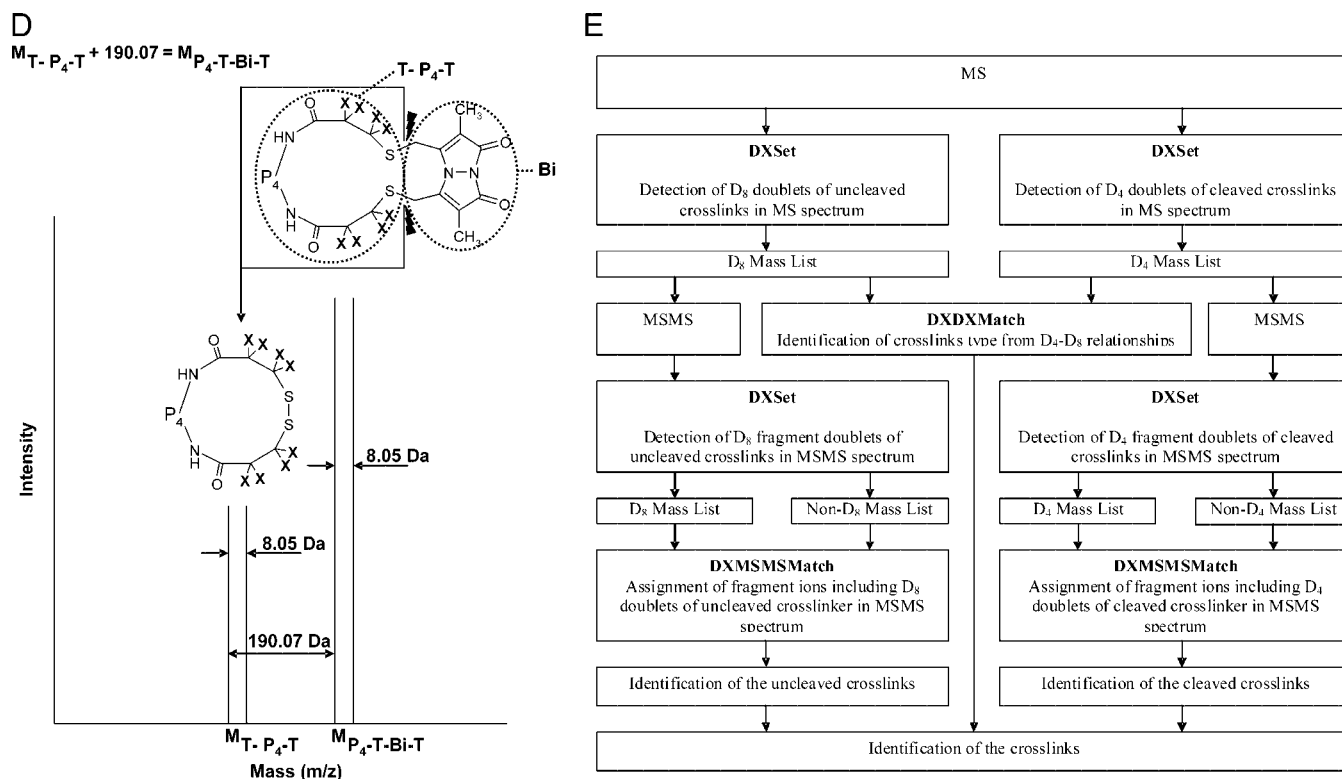 D
M T- P4-T + 190.07 = M P4-T-Bi-T
T- P4-T
O
X
X
X
X
CH3
NH
S
O
P4
N
N
Bi
NH
S
O
O
X
X
X
X
CH3
X
X
O
X
X
HN
S
P4
S
HN
X
X
O
X
X
8.05 Da
8.05 Da
190.07 Da
Intensity
M T- P4-T
M P4-T-Bi-T
Mass (m/z)
E
MS
DXSet
Detection of D8 doublets of uncleaved
crosslinks in MS spectrum
DXSet
Detection of D4 doublets of cleaved crosslinks
in MS spectrum
D8 Mass List
D4 Mass List
MSMS
DXDXMatch
Identification of crosslinks type from D4-D8 relationships
MSMS
DXSet
Detection of D8 fragment doublets of
uncleaved crosslinks in MSMS spectrum
DXSet
Detection of D4 fragment doublets of cleaved
crosslinks in MSMS spectrum
D8 Mass List
Non-D8 Mass List
D4 Mass List
Non-D4 Mass List
DXMSMSMatch
Assignment of fragment ions including D8
doublets of uncleaved crosslinker in MSMS
spectrum
DXMSMSMatch
Assignment of fragment ions including D4
doublets of cleaved crosslinker in MSMS
spectrum
Identification of the uncleaved crosslinks
Identification of the cleaved crosslinks
Identification of the crosslinks